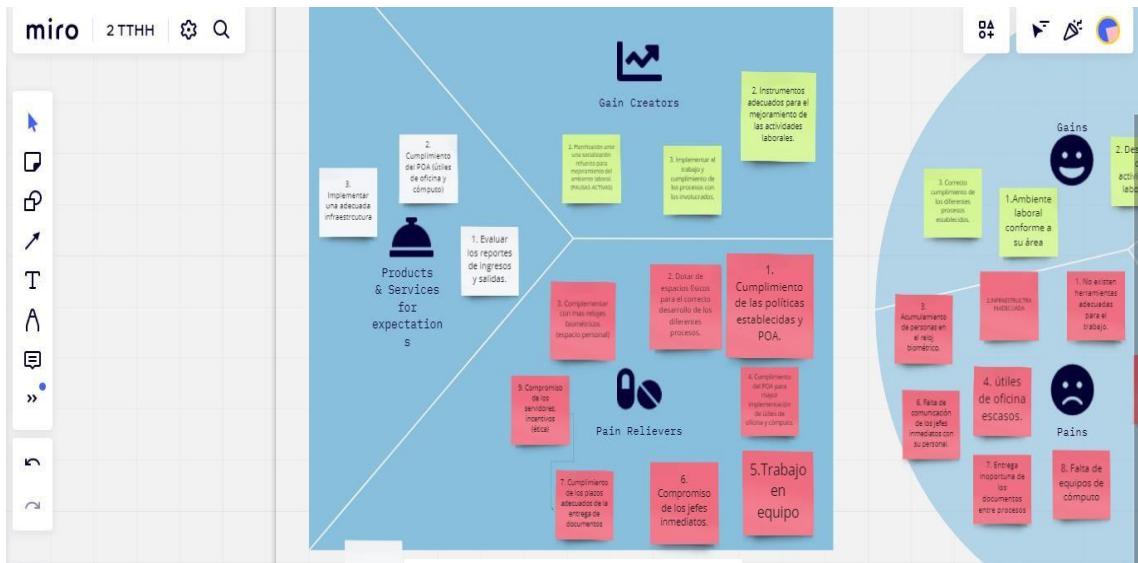 miro
2 TTHH
Gain Creators
2. Instrumentos
adecuados para el
mejoramiento de
las actividades
laborales.
2. Planificación ante
una socialización
refuerzo para
mejoramiento del
ambiente laboral
(PAUSAS ACTIVAS)
3. Implementar el
trabajo y
cumplimiento de
los procesos con
los involucrados.
2.
Cumplimiento
del POA (útiles
de oficina y
cómputo)
3.
Implementar
una adecuada
infraestrcutura
1. Evaluar
los reportes
de ingresos
y salidas.
Products
& Services
for
expectation
s
3. Complementar
con mas relojes
biométricos
(espacio personal)
2. Dotar de
espacios físicos
para el correcto
desarrollo de los
diferentes
procesos.
1.
Cumplimiento
de las políticas
establecidas y
POA.
9. Compromiso
de los
servidores,
incentivos
(ética)
Pain Relievers
4. Cumplimiento
del POA para
mayor
implementación
de útiles de
oficina y cómputo.
7. Cumplimiento
de los plazos
adecuados de la
entrega de
documentos
6.
Compromiso
de los jefes
inmediatos.
5.Trabajo
en
equipo
Gains
2. Des
activ
labo
3. Correcto
cumplimiento de
los diferentes
procesos
establecidos.
1.Ambiente
laboral
conforme a
su área
3.
Acumulamiento
de personas en
el reloj
biométrico.
2.INFRAESTRUCTRA
INADECUADA
1. No existen
herramientas
adecuadas
para el
trabajo.
6. Falta de
comunicación
de los jefes
inmediatos con
su personal.
4. útiles
de oficina
escasos.
Pains
7. Entrega
inoportuna de
los
documentos
entre procesos
8. Falta de
equipos de
cómputo